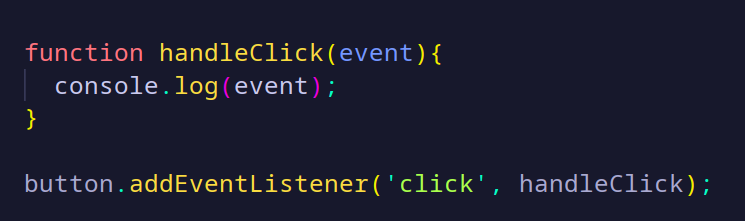 function handleClick(event){
  console.log(event);
}

button.addEventListener('click', handleClick);